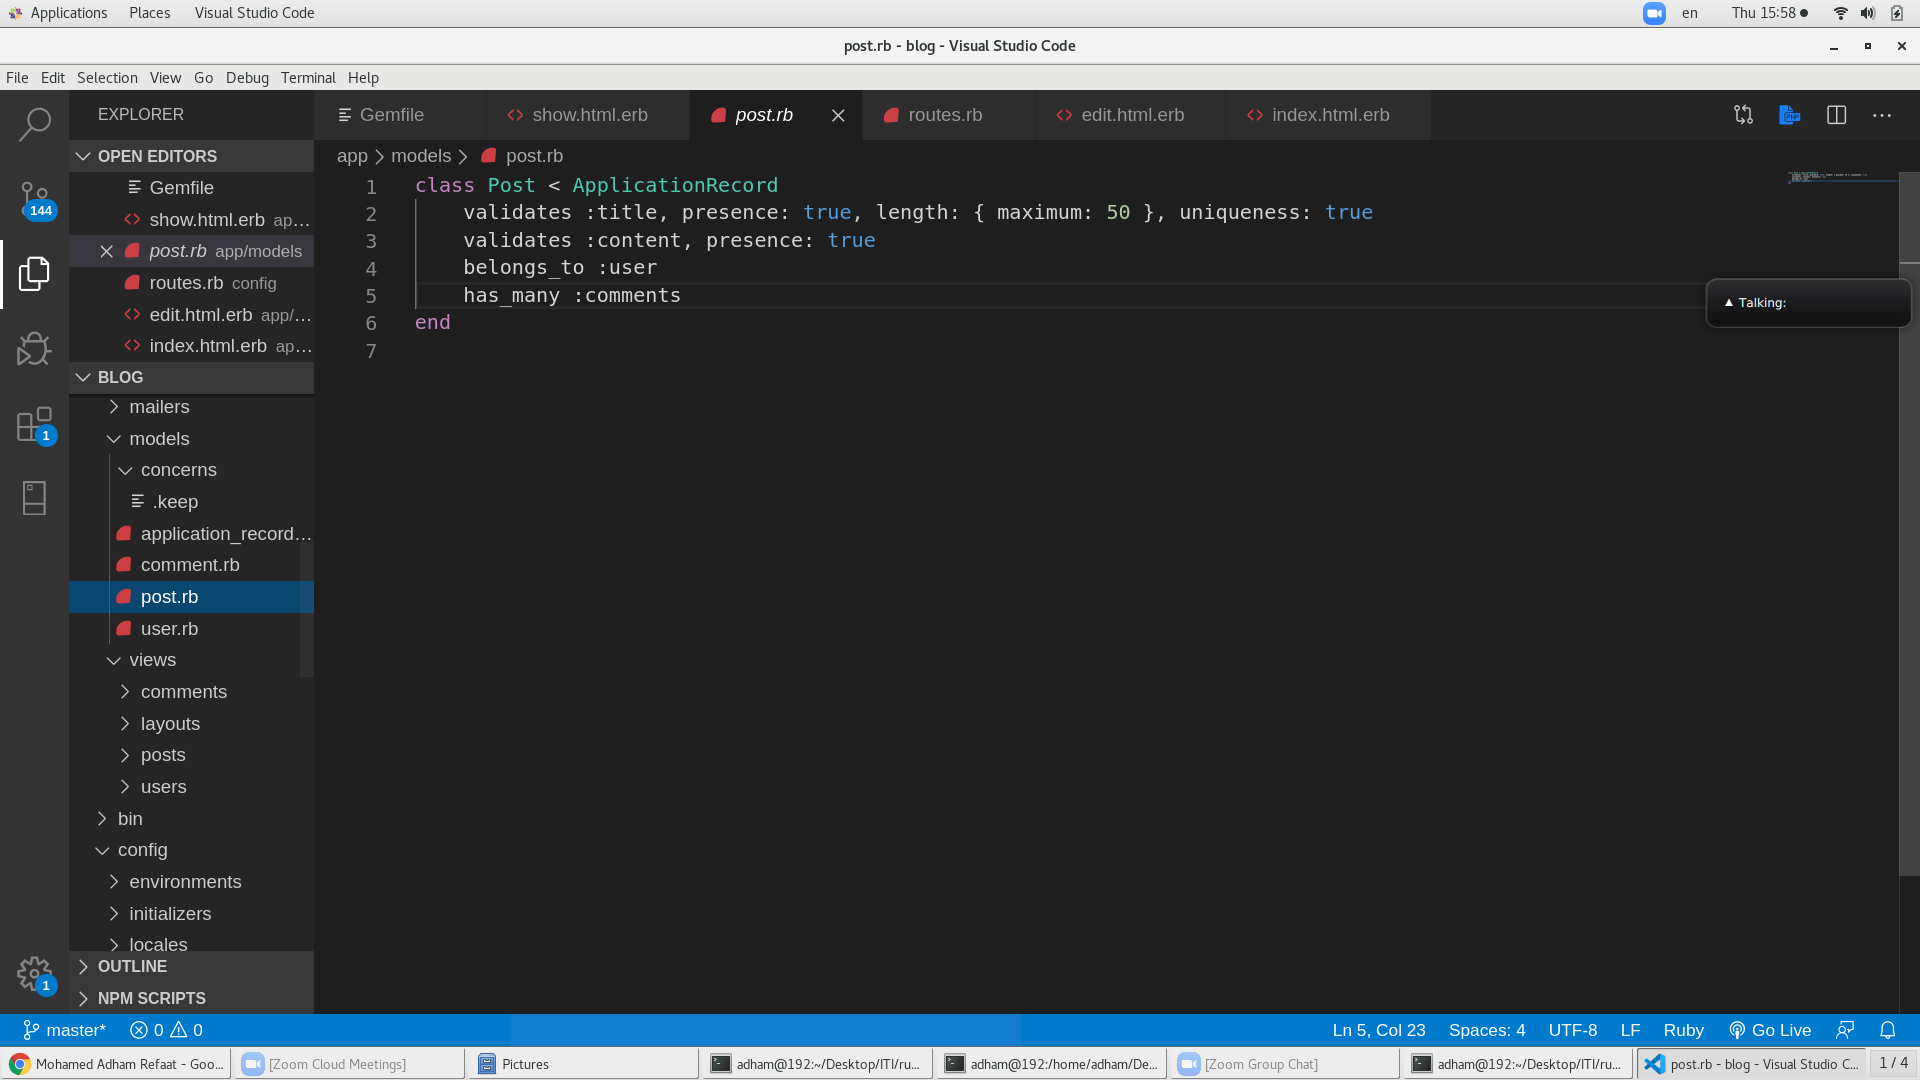 Applications Places Visual Studio Code en Thu 15:58
post.rb - blog - Visual Studio Code
File Edit Selection View Go Debug Terminal Help
EXPLORER
Gemfile show.html.erb post.rb routes.rb edit.html.erb index.html.erb
OPEN EDITORS
Gemfile
show.html.erb ap...
post.rb app/models
routes.rb config
edit.html.erb app/...
index.html.erb ap...
144
1
1
BLOG
mailers
models
concerns
.keep
application_record...
comment.rb
post.rb
user.rb
views
comments
layouts
posts
users
bin
config
environments
initializers
locales
OUTLINE
NPM SCRIPTS
app > models > post.rb
1 class Post < ApplicationRecord
2 validates :title, presence: true, length: { maximum: 50 }, uniqueness: true
3 validates :content, presence: true
4 belongs_to :user
5 has_many :comments
6 end
7
Talking:
master* 0 0 Ln 5, Col 23 Spaces: 4 UTF-8 LF Ruby Go Live
Mohamed Adham Refaat - Goo... [Zoom Cloud Meetings] Pictures adham@192:~/Desktop/ITI/ru... adham@192:/home/adham/De... [Zoom Group Chat] adham@192:~/Desktop/ITI/ru... post.rb - blog - Visual Studio C... 1 / 4